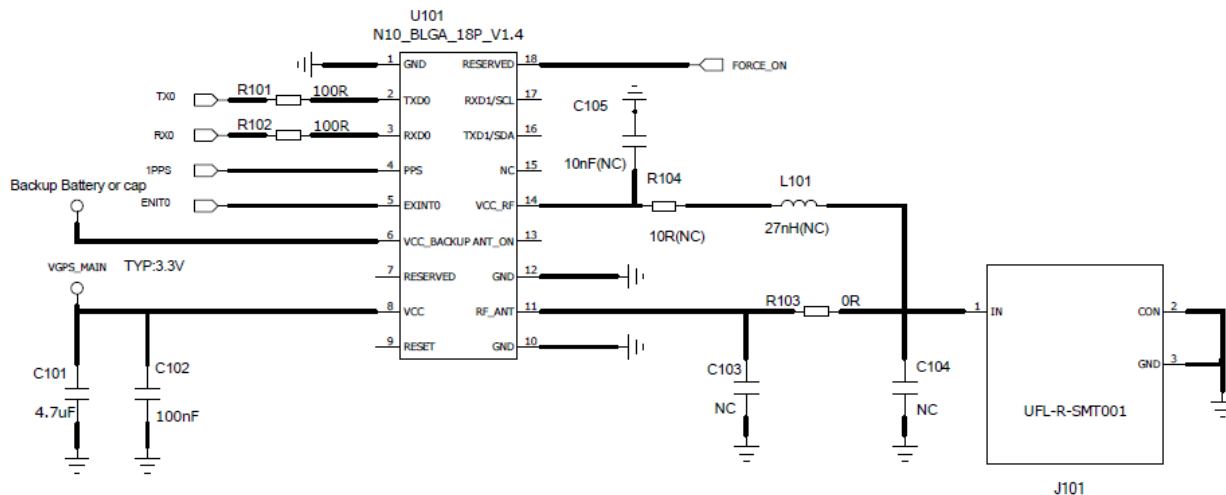 U101
N10_BLGA_18P_V1.4
1 GND RESERVED 18 FORCE_ON
TX0 R101 100R 2 TXD0 RXD1/SCL 17
RX0 R102 100R 3 RXD0 TXD1/SDA 16
C105
10nF(NC)
1PPS 4 PPS NC 15
Backup Battery or cap
ENIT0 5 EXINT0 VCC_RF 14
R104 L101
10R(NC) 27nH(NC)
6 VCC_BACKUP ANT_ON 13
VGPS_MAIN TYP:3.3V
7 RESERVED GND 12
8 VCC RF_ANT 11
R103 0R
1 IN CON 2
9 RESET GND 10
C101 C102 C103 C104 GND 3
4.7uF 100nF NC NC
UFL-R-SMT001
J101